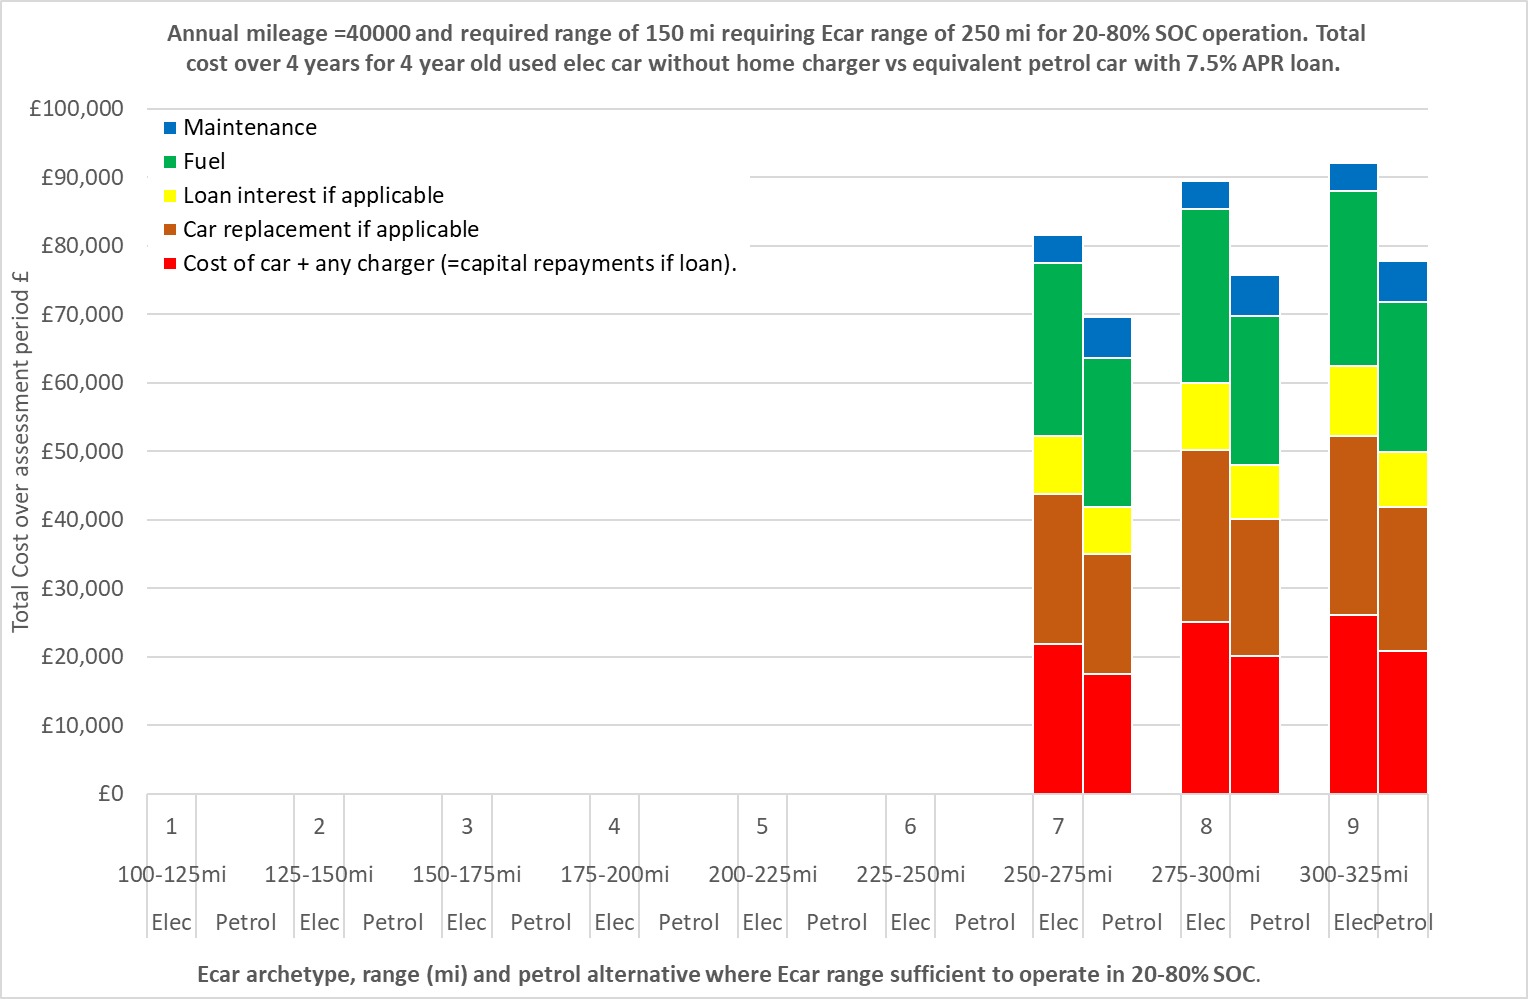 Annual mileage =40000 and required range of 150 mi requiring Ecar range of 250 mi for 20-80% SOC operation. Total
cost over 4 years for 4 year old used elec car without home charger vs equivalent petrol car with 7.5% APR loan.
£100,000
£90,000
£80,000
£70,000
£60,000
£50,000
£40,000
£30,000
£20,000
£10,000
£0
Total Cost over assessment period £
Maintenance
Fuel
Loan interest if applicable
Car replacement if applicable
Cost of car + any charger (=capital repayments if loan).
1 2 3 4 5 6 7 8 9
100-125mi 125-150mi 150-175mi 175-200mi 200-225mi 225-250mi 250-275mi 275-300mi 300-325mi
Elec Petrol Elec Petrol Elec Petrol Elec Petrol Elec Petrol Elec Petrol Elec Petrol Elec Petrol Elec Petrol
Ecar archetype, range (mi) and petrol alternative where Ecar range sufficient to operate in 20-80% SOC.